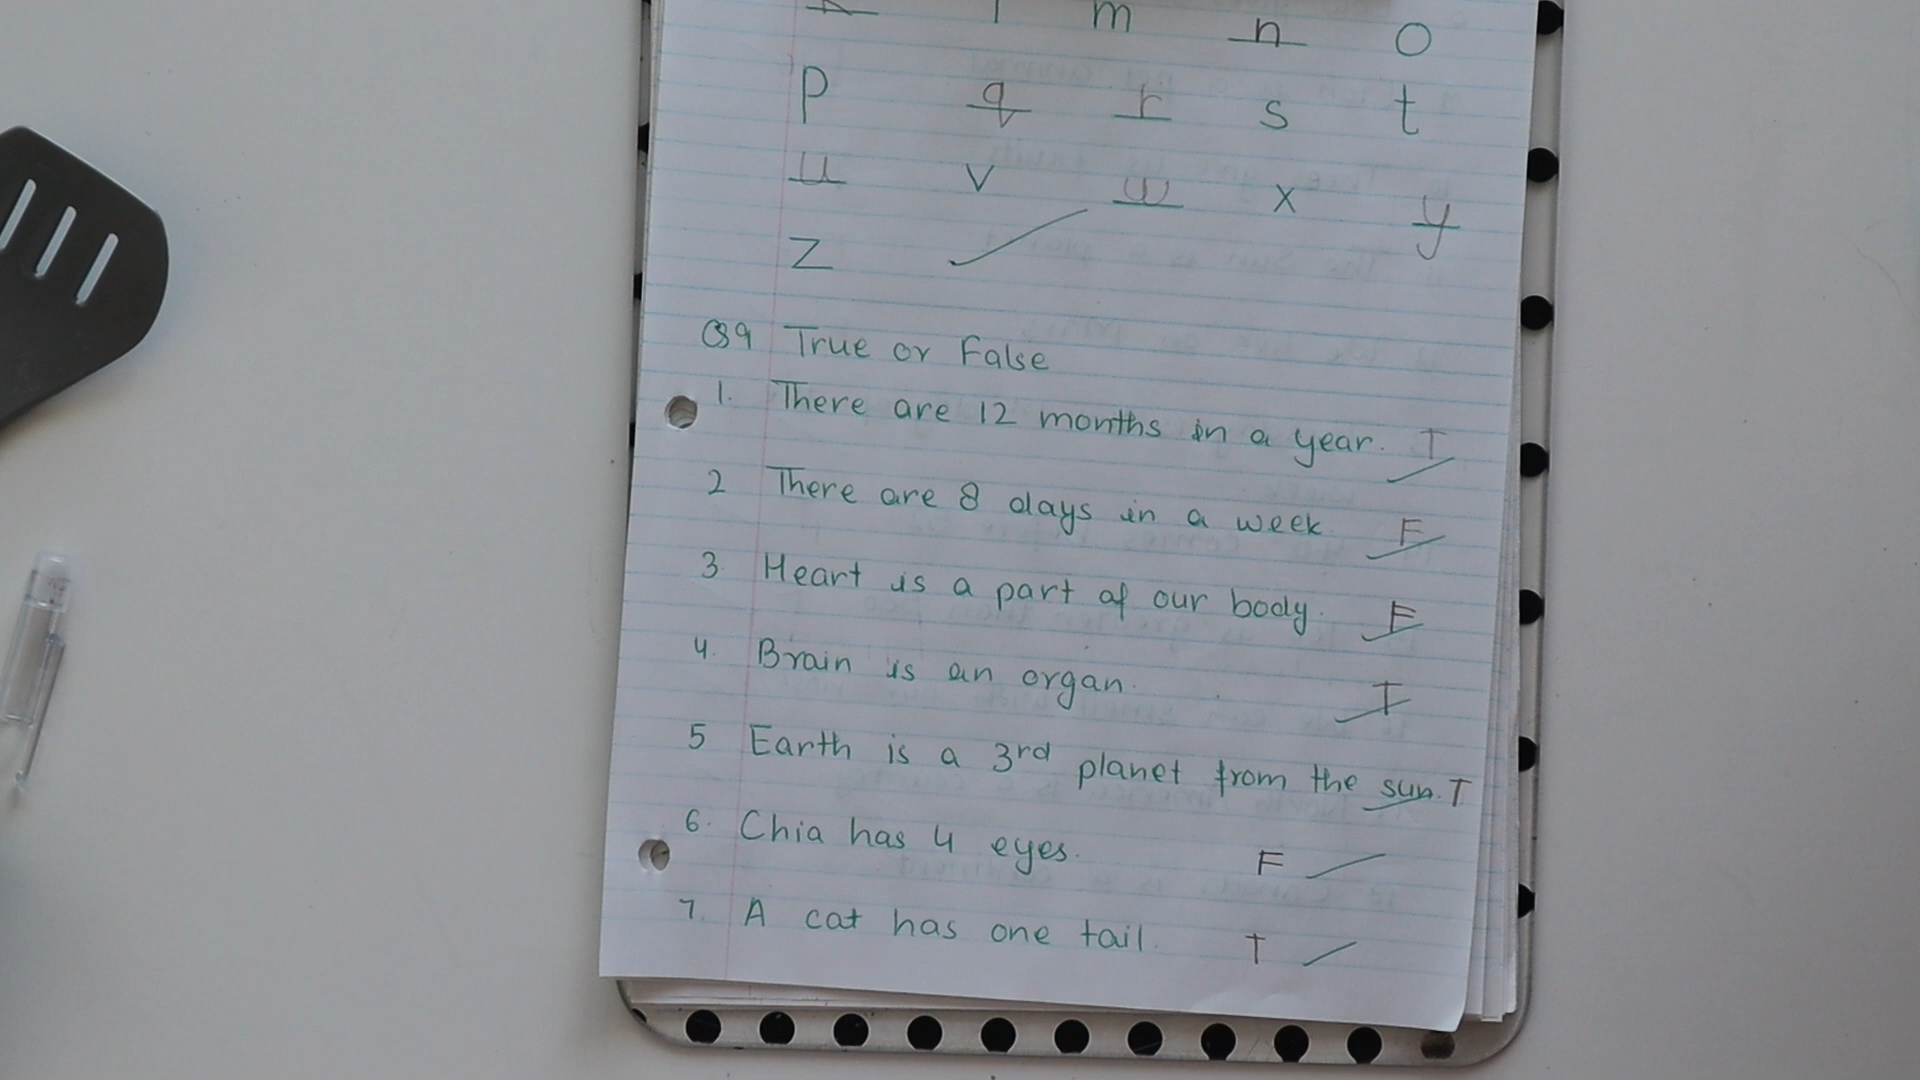 k l m n o
p q r s t
u v w x y
z
Q9 True or False
1. There are 12 months in a year. T
2 There are 8 days in a week. F
3. Heart is a part of our body. F
4. Brain is an organ. T
5 Earth is a 3rd planet from the sun. T
6. Chia has 4 eyes. F
7. A cat has one tail. T